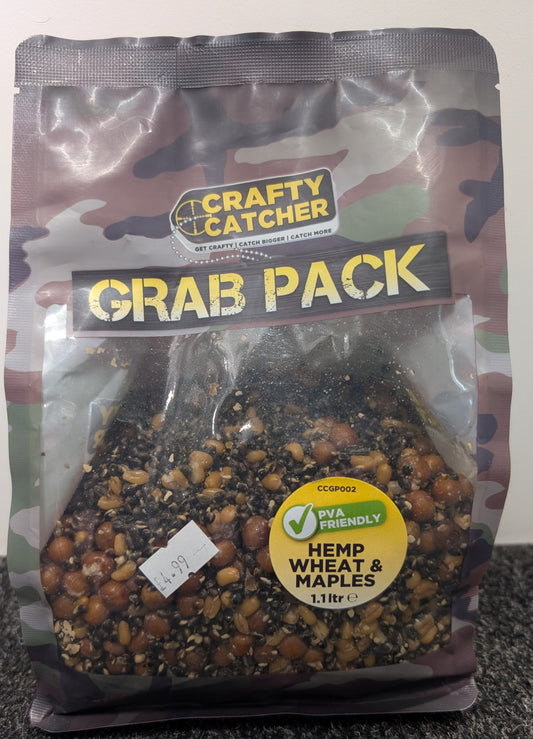 CRAFTY
CATCHER
GET CRAFTY | CATCH BIGGER | CATCH MORE
GRAB PACK
CCGP002
PVA
FRIENDLY
HEMP
WHEAT &
MAPLES
1.1 ltr ℮
£4.99